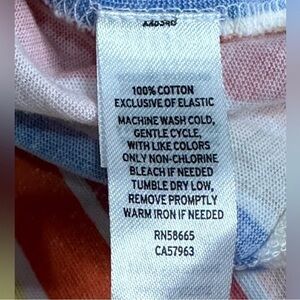 100% COTTON
EXCLUSIVE OF ELASTIC
MACHINE WASH COLD,
GENTLE CYCLE,
WITH LIKE COLORS
ONLY NON-CHLORINE
BLEACH IF NEEDED
TUMBLE DRY LOW,
REMOVE PROMPTLY
WARM IRON IF NEEDED
RN58665
CA57963